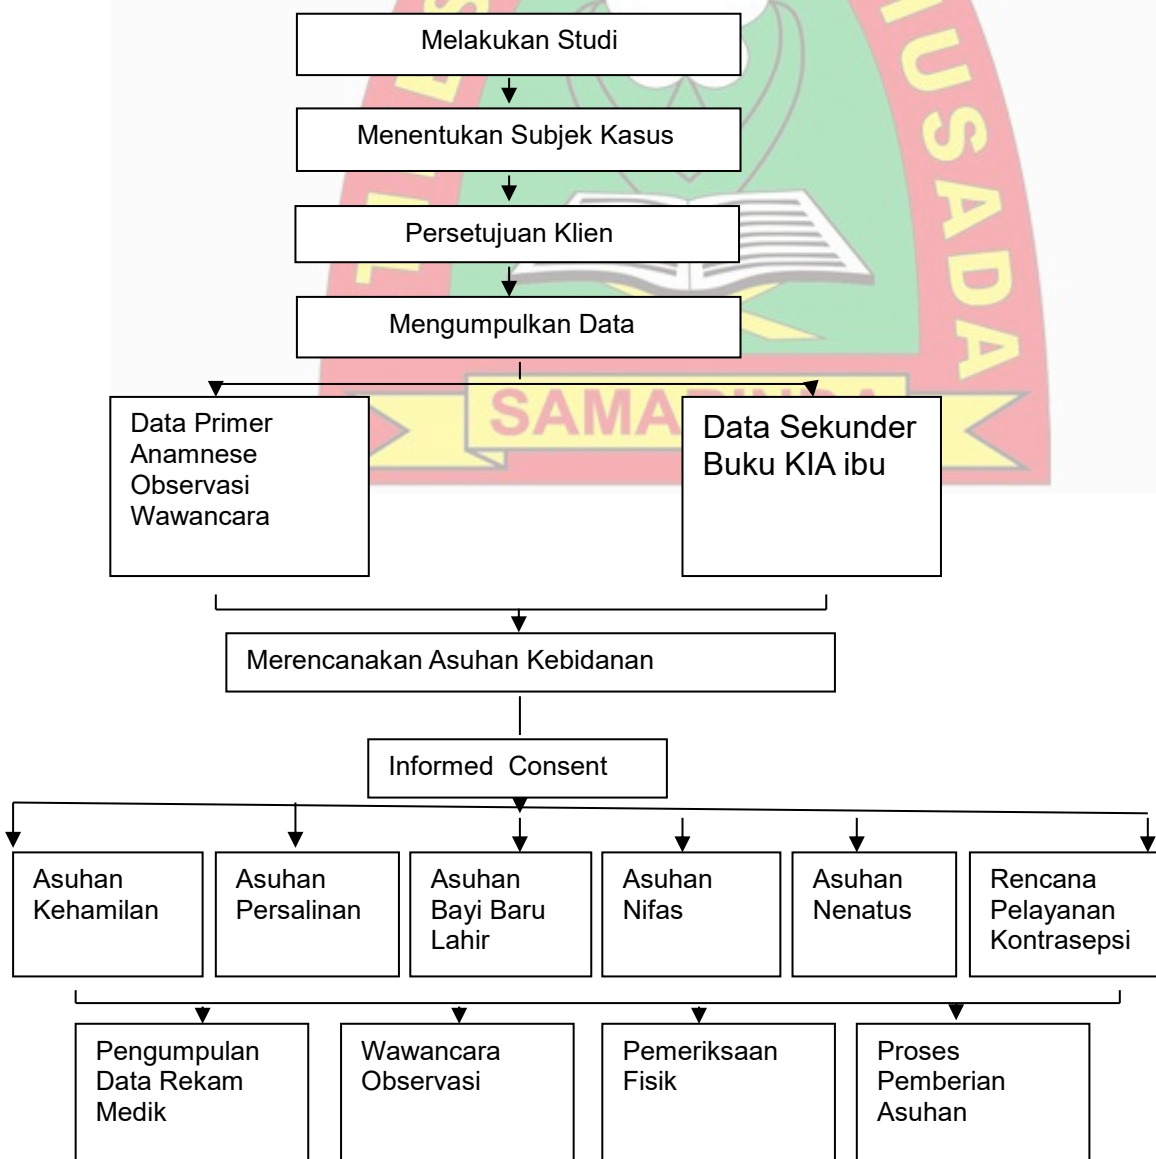 Melakukan Studi
Menentukan Subjek Kasus
Persetujuan Klien
Mengumpulkan Data
Data Primer
Anamnese
Observasi
Wawancara
Data Sekunder
Buku KIA ibu
Merencanakan Asuhan Kebidanan
Informed Consent
Asuhan
Kehamilan
Asuhan
Persalinan
Asuhan
Bayi Baru
Lahir
Asuhan
Nifas
Asuhan
Nenatus
Rencana
Pelayanan
Kontrasepsi
Pengumpulan
Data Rekam
Medik
Wawancara
Observasi
Pemeriksaan
Fisik
Proses
Pemberian
Asuhan
IUSADA